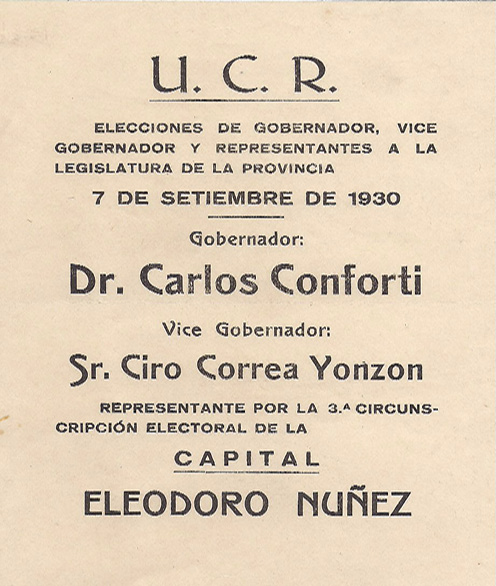 U. C. R.
ELECCIONES DE GOBERNADOR, VICE
GOBERNADOR Y REPRESENTANTES A LA
LEGISLATURA DE LA PROVINCIA
7 DE SETIEMBRE DE 1930
Gobernador:
Dr. Carlos Conforti
Vice Gobernador:
Sr. Ciro Correa Yonzon
REPRESENTANTE POR LA 3.ª CIRCUNS-
CRIPCIÓN ELECTORAL DE LA
CAPITAL
ELEODORO NUÑEZ